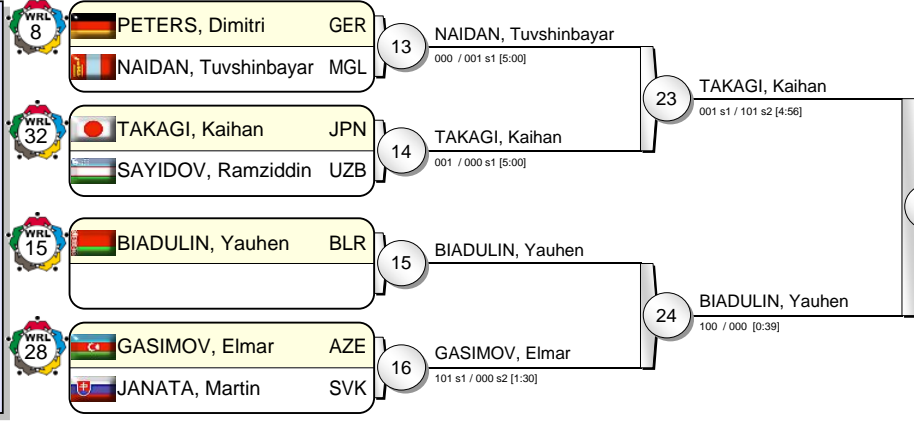 WRL
8
PETERS, Dimitri GER
NAIDAN, Tuvshinbayar MGL
13
NAIDAN, Tuvshinbayar
000 / 001 s1 [5:00]
WRL
32
TAKAGI, Kaihan JPN
SAYIDOV, Ramziddin UZB
14
TAKAGI, Kaihan
001 / 000 s1 [5:00]
23
TAKAGI, Kaihan
001 s1 / 101 s2 [4:56]
WRL
15
BIADULIN, Yauhen BLR
15
BIADULIN, Yauhen
WRL
28
GASIMOV, Elmar AZE
JANATA, Martin SVK
16
GASIMOV, Elmar
101 s1 / 000 s2 [1:30]
24
BIADULIN, Yauhen
100 / 000 [0:39]